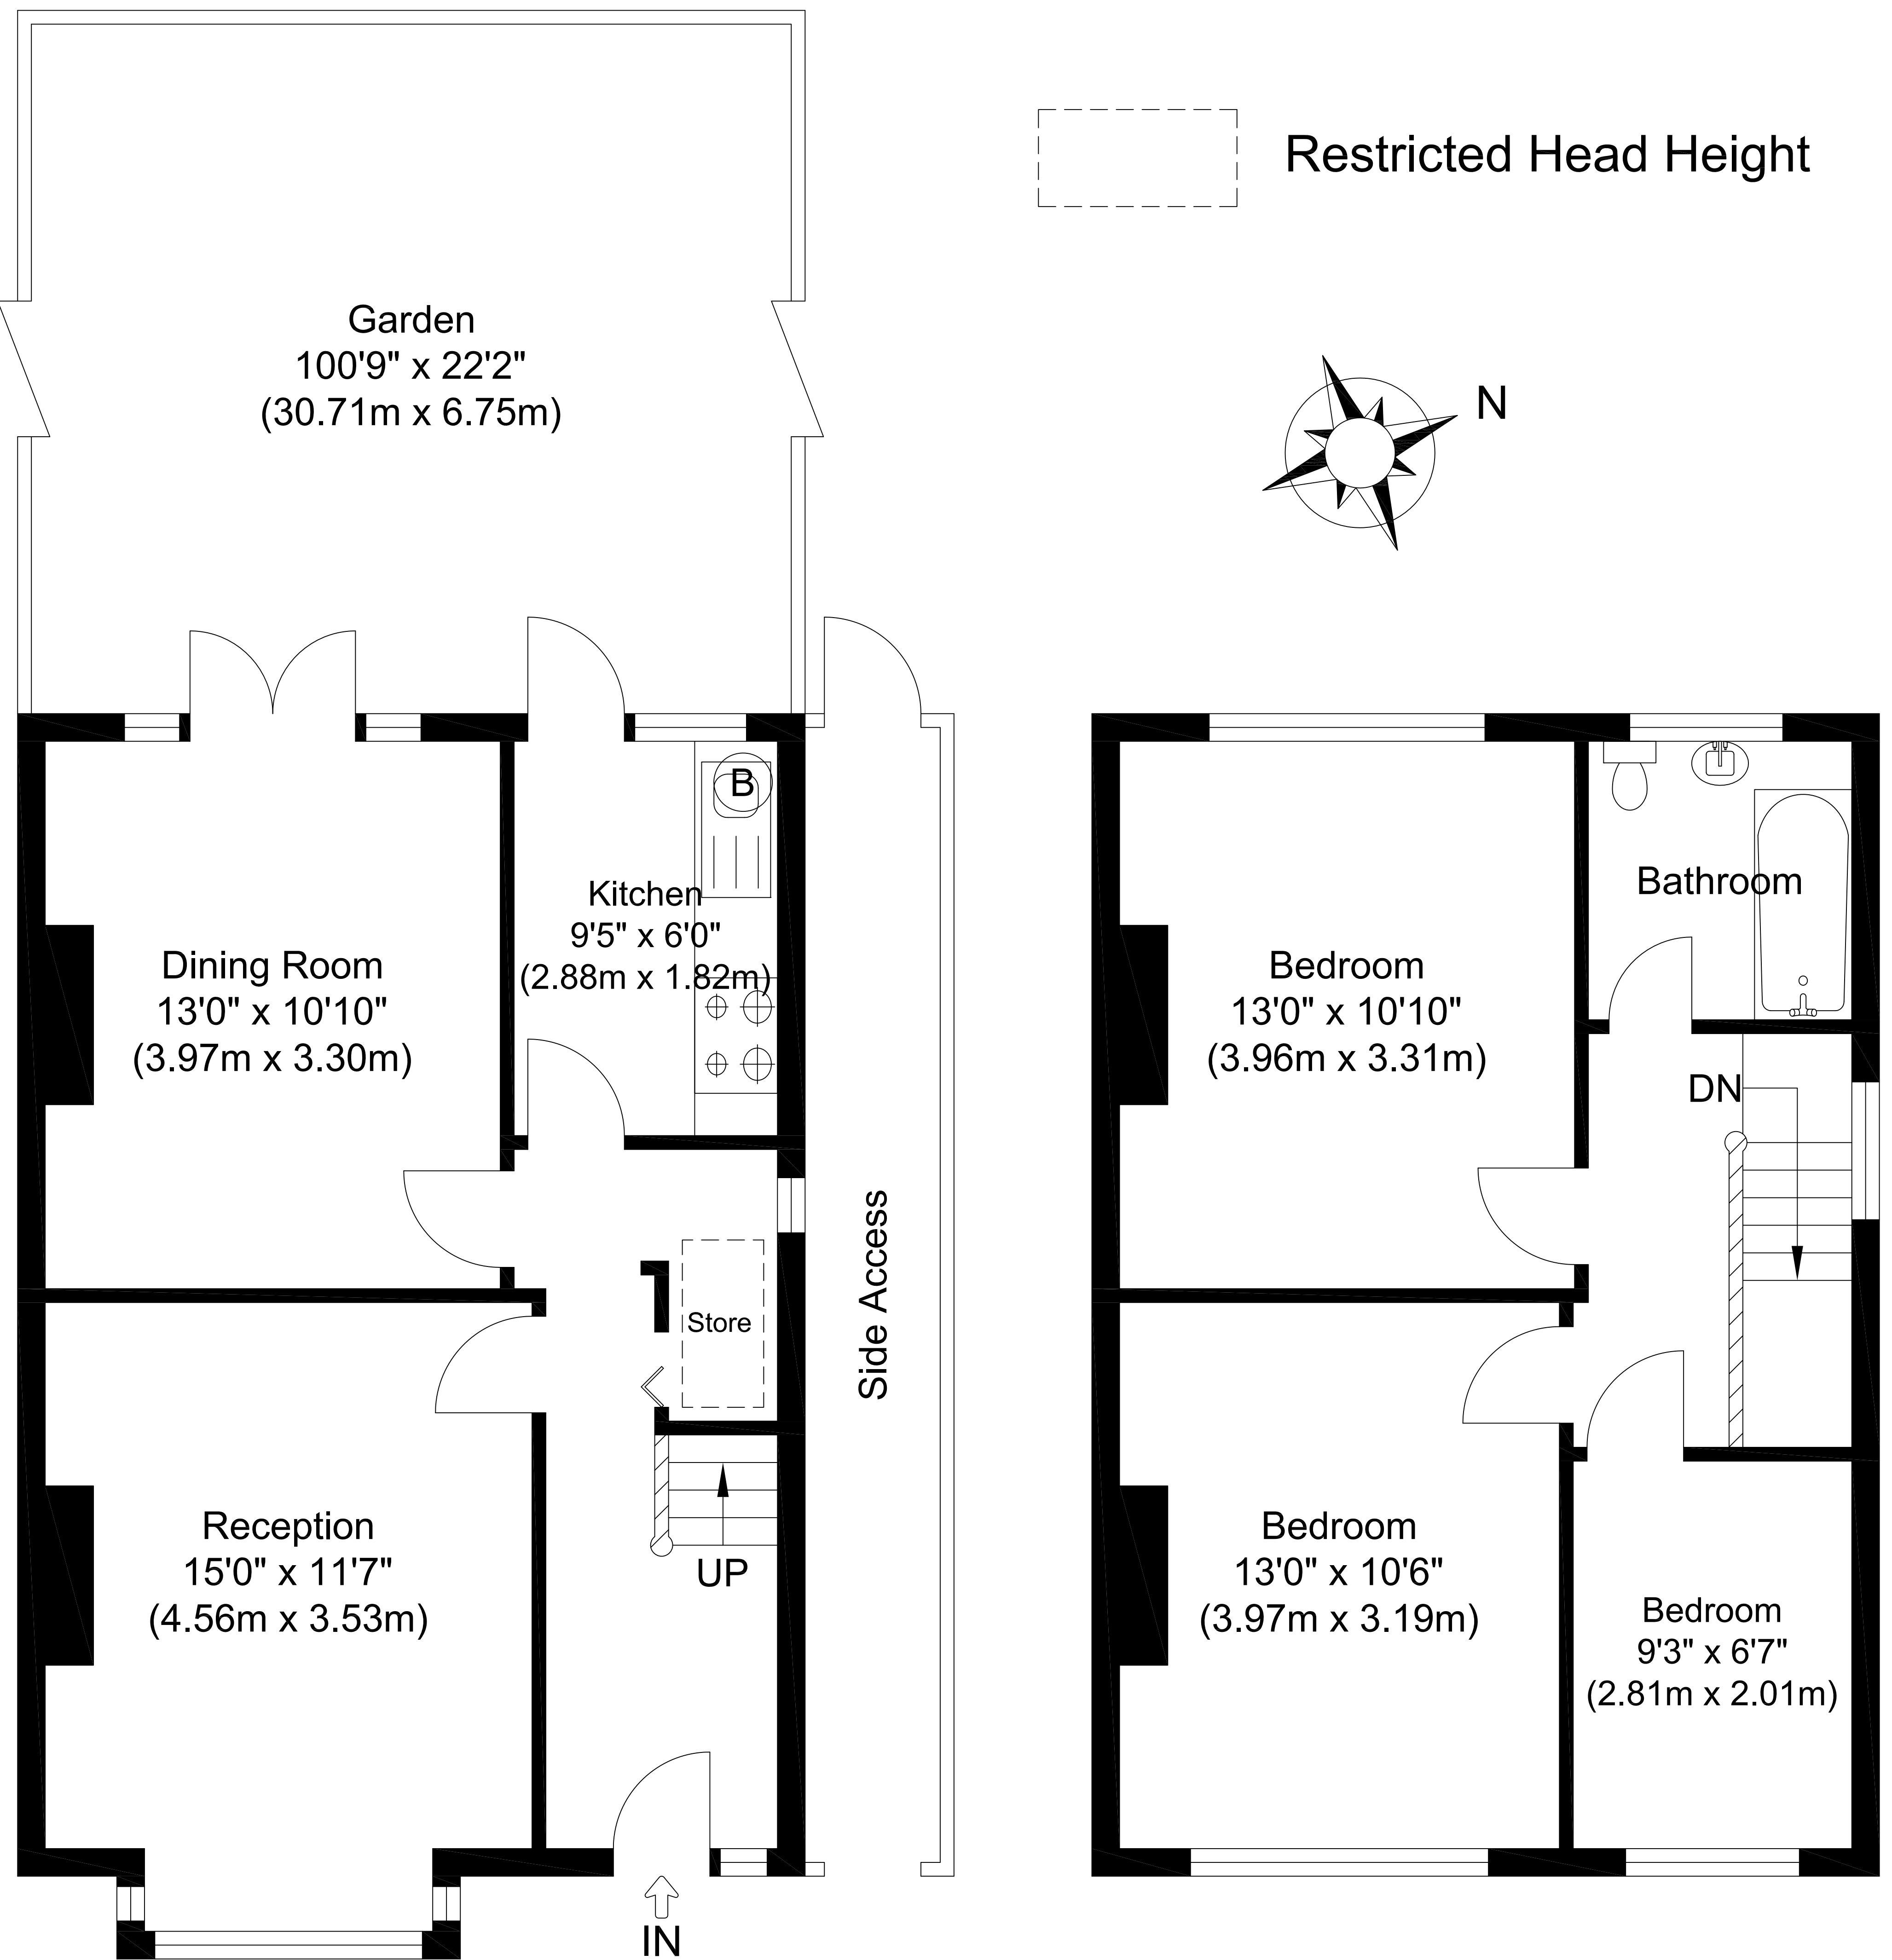 Restricted Head Height
N
Garden
100'9" x 22'2"
(30.71m x 6.75m)
B
Kitchen
9'5" x 6'0"
(2.88m x 1.82m)
Dining Room
13'0" x 10'10"
(3.97m x 3.30m)
Side Access
Store
Reception
15'0" x 11'7"
(4.56m x 3.53m)
UP
IN
Bathroom
Bedroom
13'0" x 10'10"
(3.96m x 3.31m)
DN
Bedroom
13'0" x 10'6"
(3.97m x 3.19m)
Bedroom
9'3" x 6'7"
(2.81m x 2.01m)